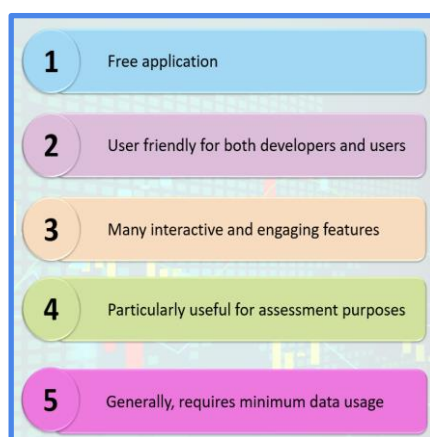 1 Free application
2 User friendly for both developers and users
3 Many interactive and engaging features
4 Particularly useful for assessment purposes
5 Generally, requires minimum data usage